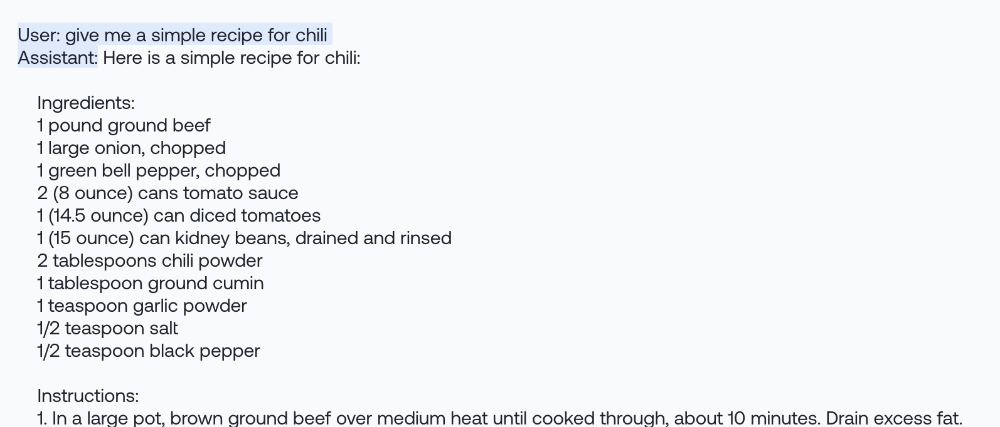 User: give me a simple recipe for chili
Assistant: Here is a simple recipe for chili:
Ingredients:
1 pound ground beef
1 large onion, chopped
1 green bell pepper, chopped
2 (8 ounce) cans tomato sauce
1 (14.5 ounce) can diced tomatoes
1 (15 ounce) can kidney beans, drained and rinsed
2 tablespoons chili powder
1 tablespoon ground cumin
1 teaspoon garlic powder
1/2 teaspoon salt
1/2 teaspoon black pepper
Instructions:
1. In a large pot, brown ground beef over medium heat until cooked through, about 10 minutes. Drain excess fat.